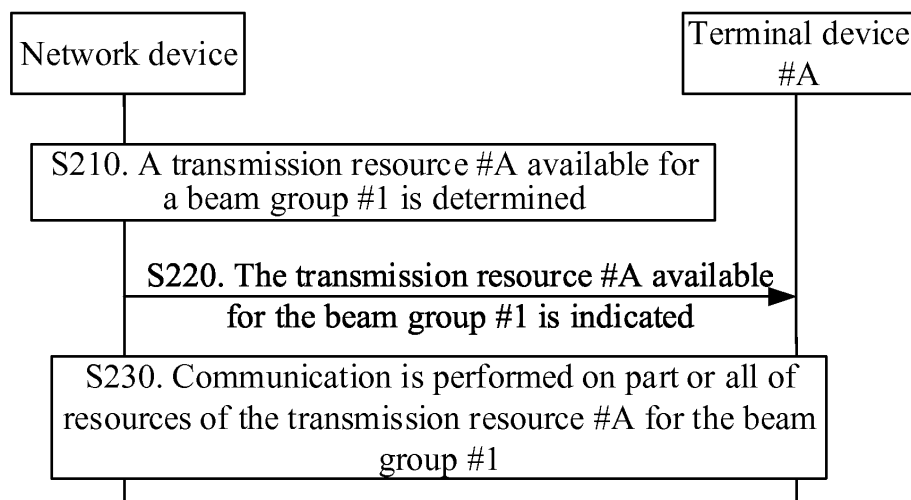 Network device
Terminal device
#A
S210. A transmission resource #A available for
a beam group #1 is determined
S220. The transmission resource #A available
for the beam group #1 is indicated
S230. Communication is performed on part or all of
resources of the transmission resource #A for the beam
group #1